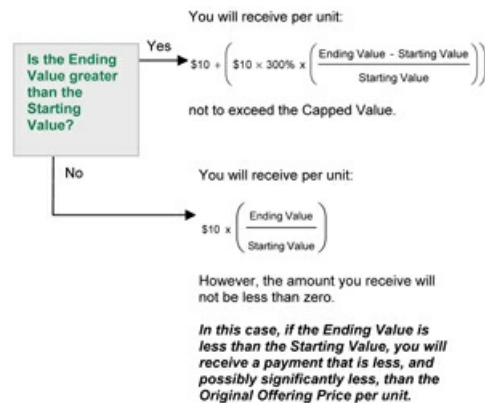 You will receive per unit:
Is the Ending
Value greater
than the
Starting
Value?
Yes
$10 + ( $10 × 300% x ( Ending Value - Starting Value
Starting Value ) )
not to exceed the Capped Value.
No
You will receive per unit:
$10 x ( Ending Value
Starting Value )
However, the amount you receive will
not be less than zero.
In this case, if the Ending Value is
less than the Starting Value, you will
receive a payment that is less, and
possibly significantly less, than the
Original Offering Price per unit.